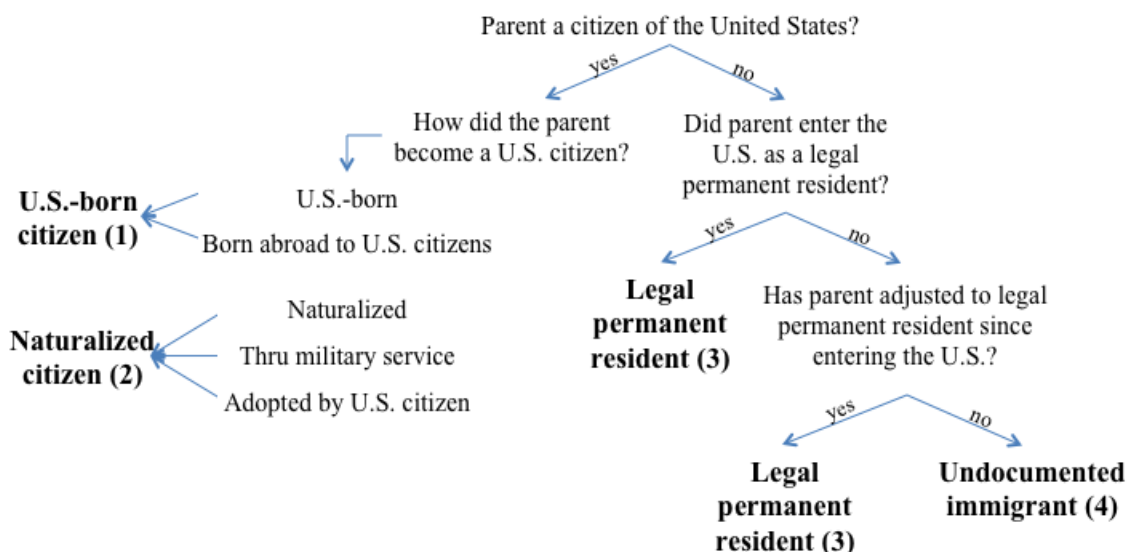 Parent a citizen of the United States?
yes
no
How did the parent
become a U.S. citizen?
Did parent enter the
U.S. as a legal
permanent resident?
U.S.-born
citizen (1)
U.S.-born
Born abroad to U.S. citizens
yes
no
Legal
permanent
resident (3)
Has parent adjusted to legal
permanent resident since
entering the U.S.?
Naturalized
citizen (2)
Naturalized
Thru military service
Adopted by U.S. citizen
yes
no
Legal
permanent
resident (3)
Undocumented
immigrant (4)